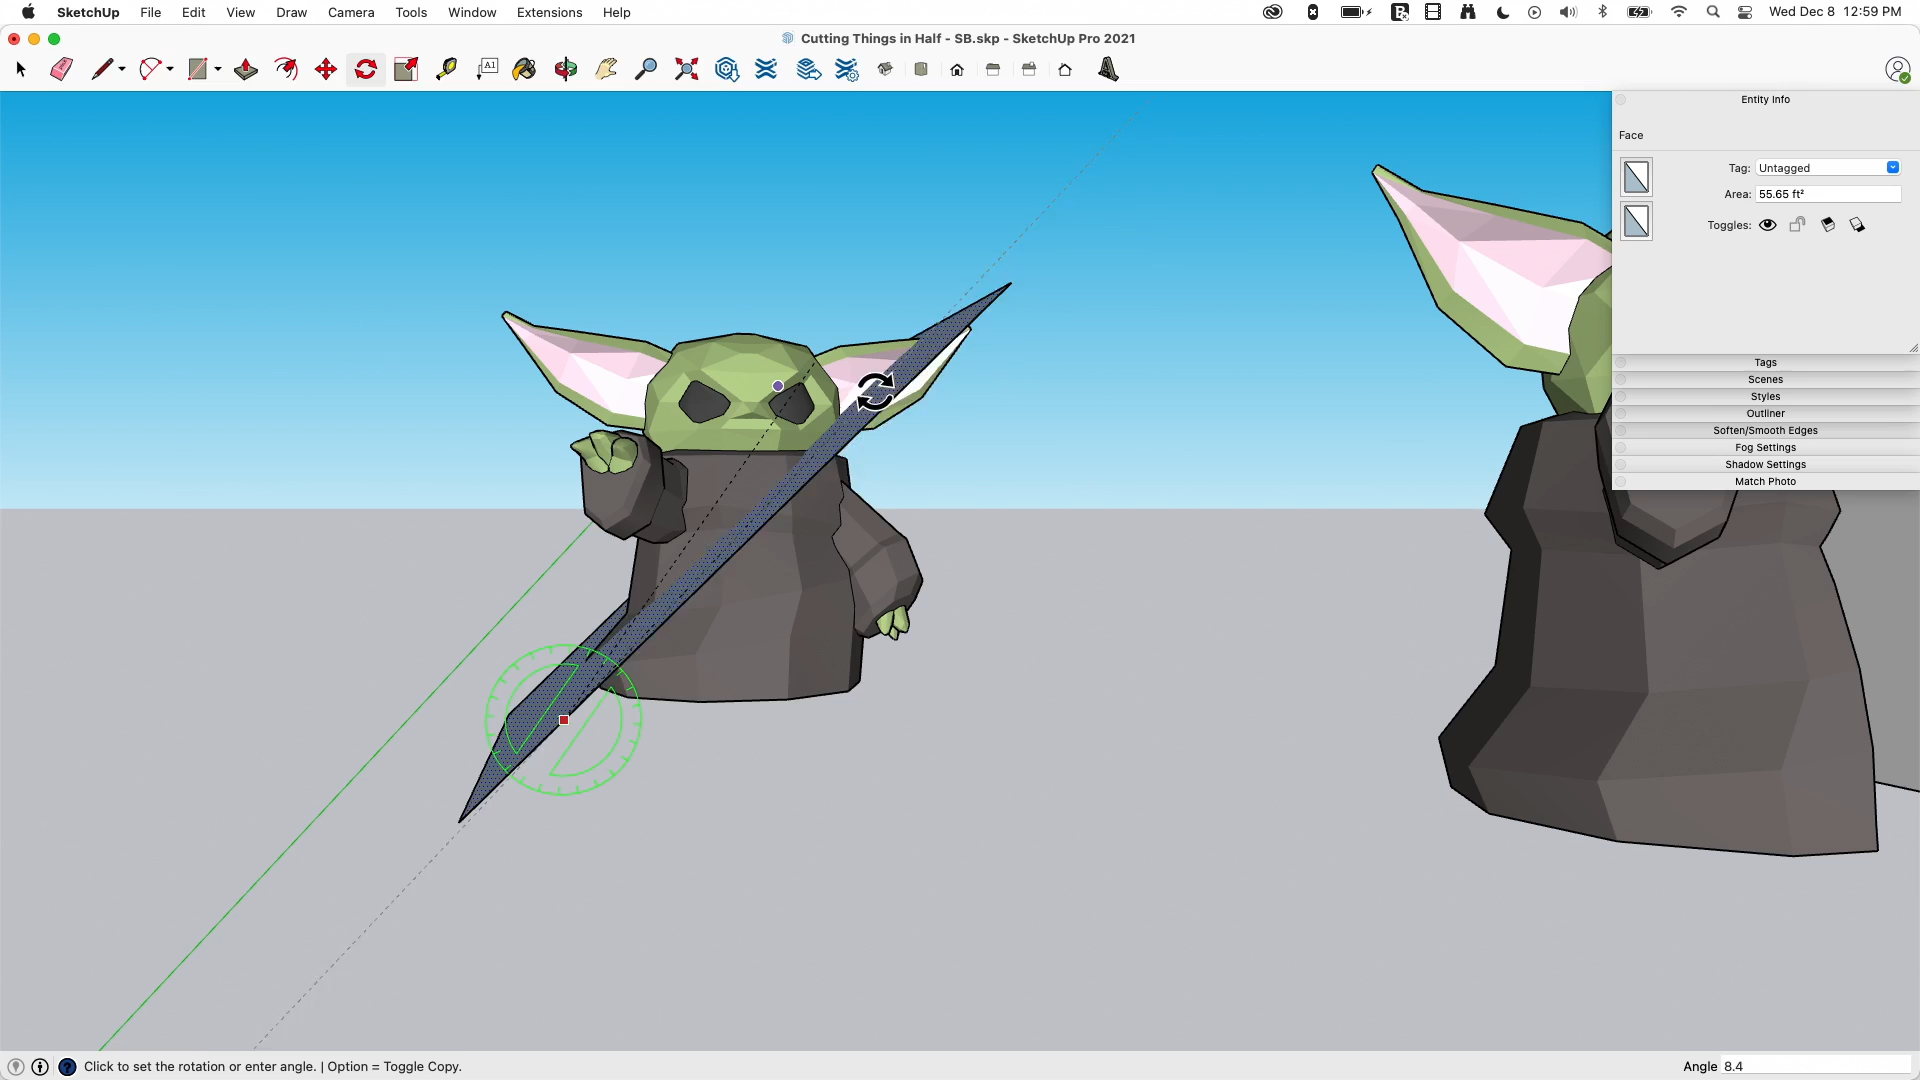 SketchUp File Edit View Draw Camera Tools Window Extensions Help Wed Dec 8 12:59 PM
Cutting Things in Half - SB.skp - SketchUp Pro 2021
A1
Entity Info
Face
Tag: Untagged
Area: 55.65 ft²
Toggles:
Tags
Scenes
Styles
Outliner
Soften/Smooth Edges
Fog Settings
Shadow Settings
Match Photo
Click to set the rotation or enter angle. | Option = Toggle Copy. Angle 8.4